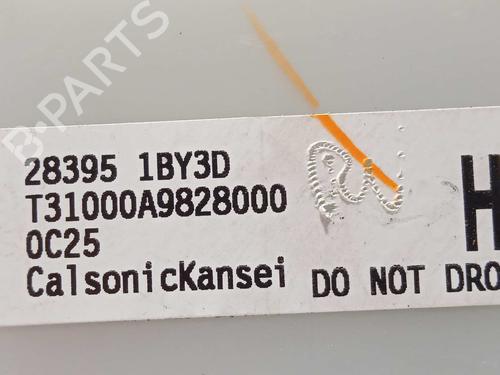 B-PARTS
28395 1BY3D
T31000A9828000
0C25
CalsonicKansei
DO NOT DRO
H